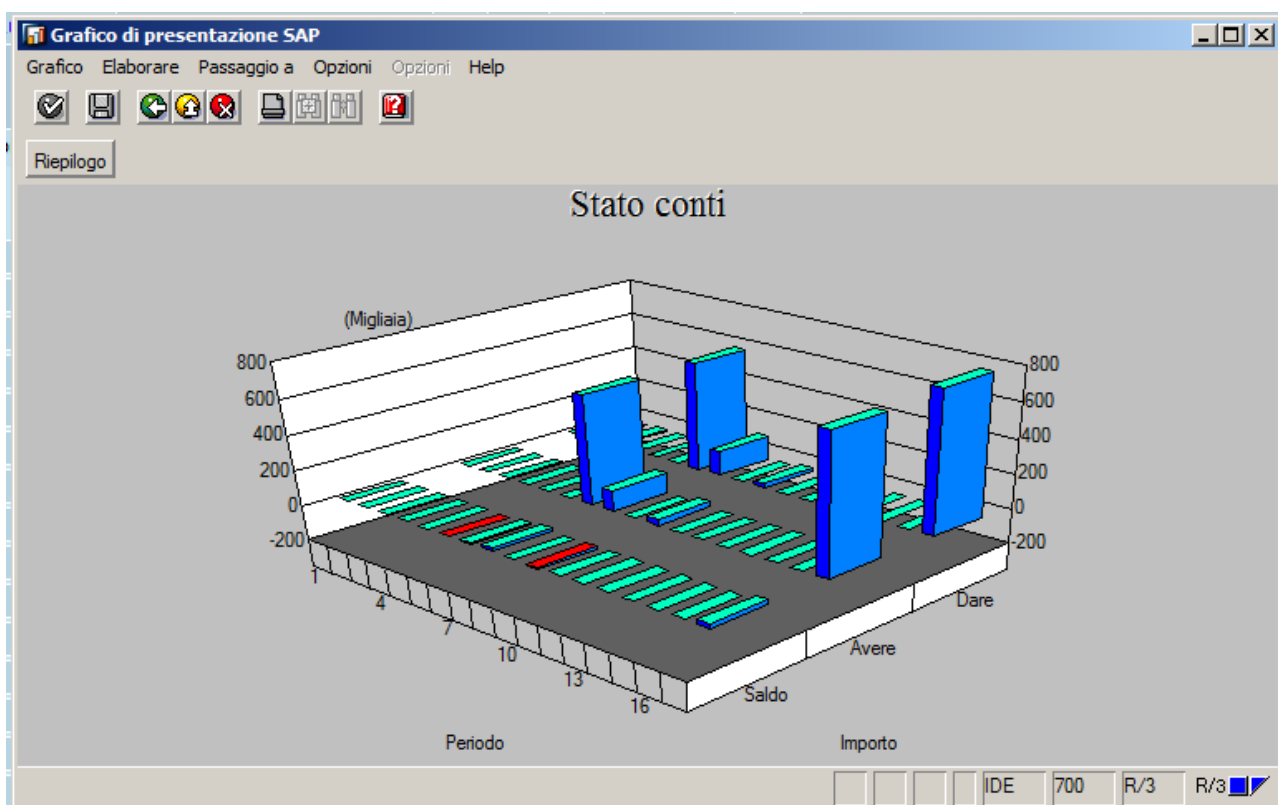 Grafico di presentazione SAP
Grafico Elaborare Passaggio a Opzioni Opzioni Help
Riepilogo
Stato conti
(Migliaia)
800
600
400
200
0
-200
800
600
400
200
0
-200
1
4
7
10
13
16
Dare
Avere
Saldo
Periodo
Importo
IDE 700 R/3 R/3